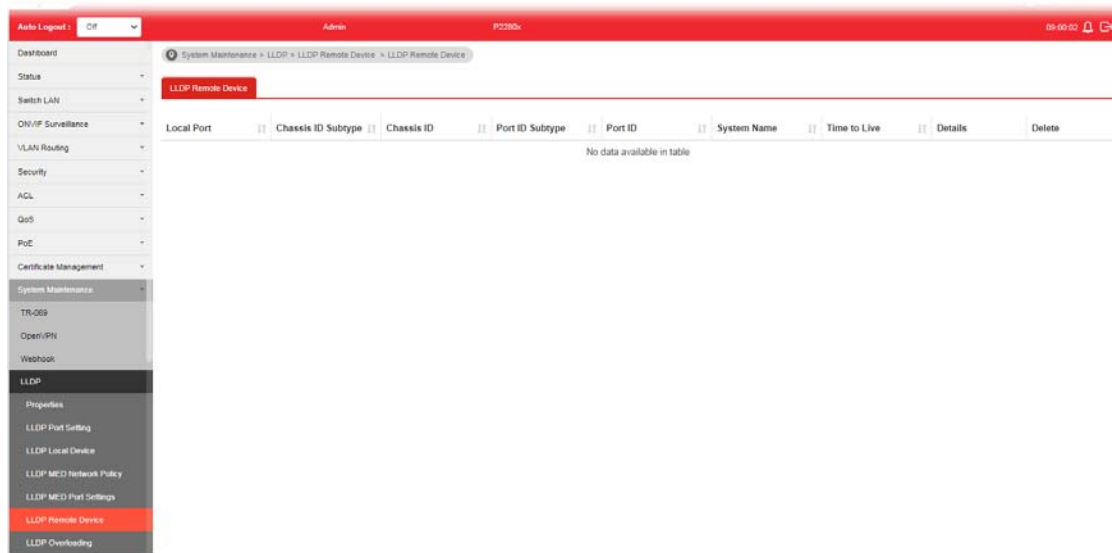 Auto Logout : Off Admin P2280x 09:00:02
Dashboard
Status
Switch LAN
ONVIF Surveillance
VLAN Routing
Security
ACL
QoS
PoE
Certificate Management
System Maintenance
TR-069
OpenVPN
Webhook
LLDP
Properties
LLDP Port Setting
LLDP Local Device
LLDP MED Network Policy
LLDP MED Port Settings
LLDP Remote Device
LLDP Overloading
System Maintenance > LLDP > LLDP Remote Device > LLDP Remote Device
LLDP Remote Device
Local Port Chassis ID Subtype Chassis ID Port ID Subtype Port ID System Name Time to Live Details Delete
No data available in table